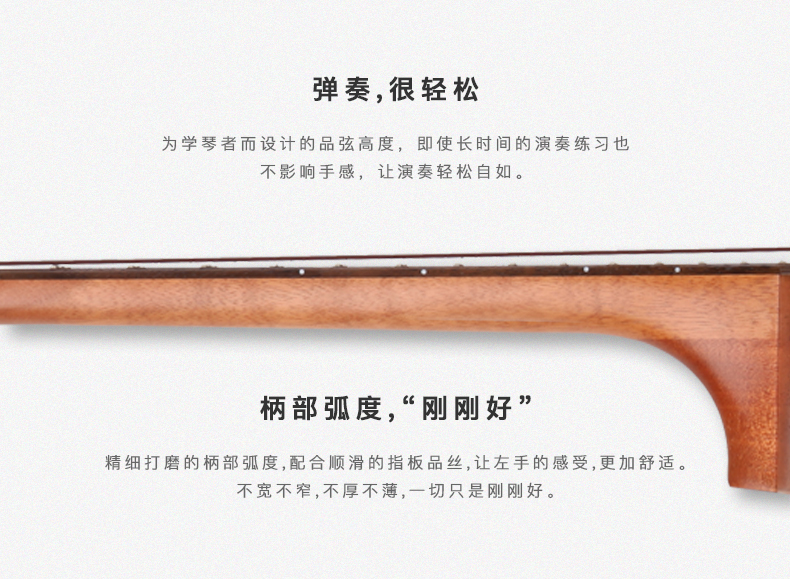 弹奏,很轻松
为学琴者而设计的品弦高度，即使长时间的演奏练习也
不影响手感，让演奏轻松自如。
柄部弧度,“刚刚好”
精细打磨的柄部弧度,配合顺滑的指板品丝,让左手的感受,更加舒适。
不宽不窄,不厚不薄,一切只是刚刚好。